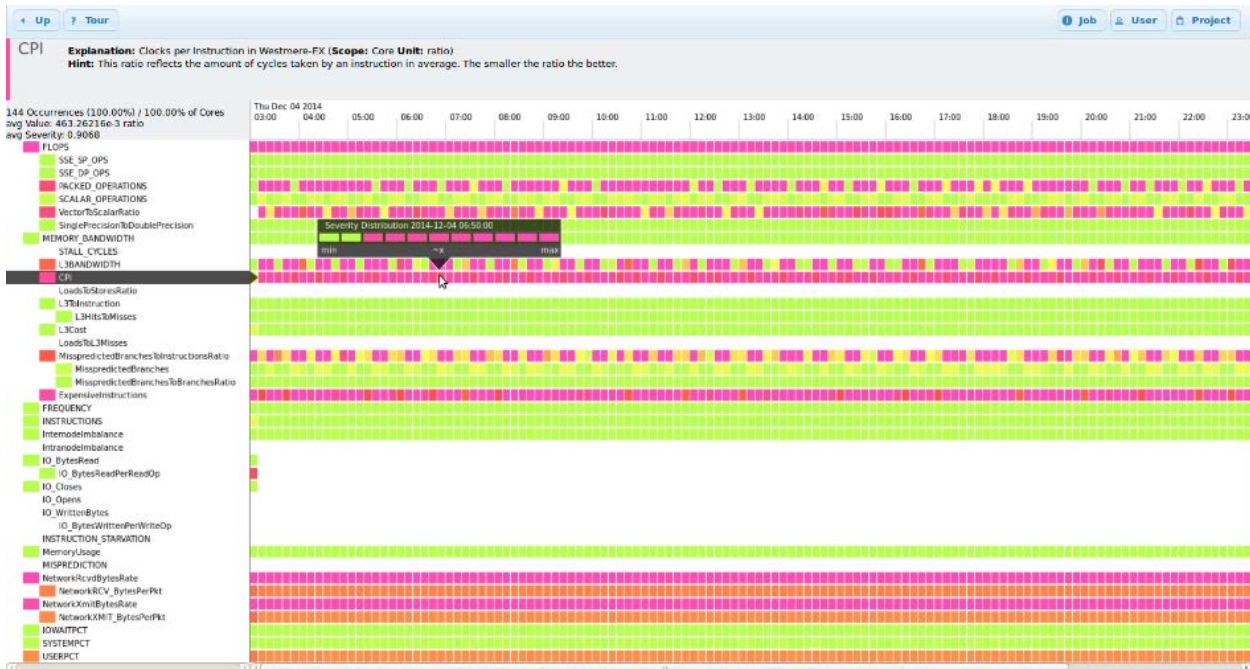 Up ? Tour Job User Project
CPI
Explanation: Clocks per Instruction in Westmere-EX (Scope: Core Unit: ratio)
Hint: This ratio reflects the amount of cycles taken by an instruction in average. The smaller the ratio the better.
144 Occurrences (100.00%) / 100.00% of Cores
avg Value: 463.26216e-3 ratio
avg Severity: 0.9068
Thu Dec 04 2014
03:00 04:00 05:00 06:00 07:00 08:00 09:00 10:00 11:00 12:00 13:00 14:00 15:00 16:00 17:00 18:00 19:00 20:00 21:00 22:00 23:0
FLOPS
SSE_SP_OPS
SSE_DP_OPS
PACKED_OPERATIONS
SCALAR_OPERATIONS
VectorToScalarRatio
SinglePrecisionToDoublePrecision
Severity Distribution 2014-12-04 06:50:00
min ~x max
MEMORY_BANDWIDTH
STALL_CYCLES
L3BANDWIDTH
CPI
LoadsToStoresRatio
L3ToInstruction
L3HitsToMisses
L3Cost
LoadsToL3Misses
MisspredictedBranchesToInstructionsRatio
MisspredictedBranches
MisspredictedBranchesToBranchesRatio
ExpensiveInstructions
FREQUENCY
INSTRUCTIONS
InternodeImbalance
IntranodeImbalance
IO_BytesRead
IO_BytesReadPerReadOp
IO_Closes
IO_Opens
IO_WrittenBytes
IO_BytesWrittenPerWriteOp
INSTRUCTION_STARVATION
MemoryUsage
MISPREDICTION
NetworkRcvdBytesRate
NetworkRCV_BytesPerPkt
NetworkXmitBytesRate
NetworkXMIT_BytesPerPkt
IOWAITPCT
SYSTEMPCT
USERPCT